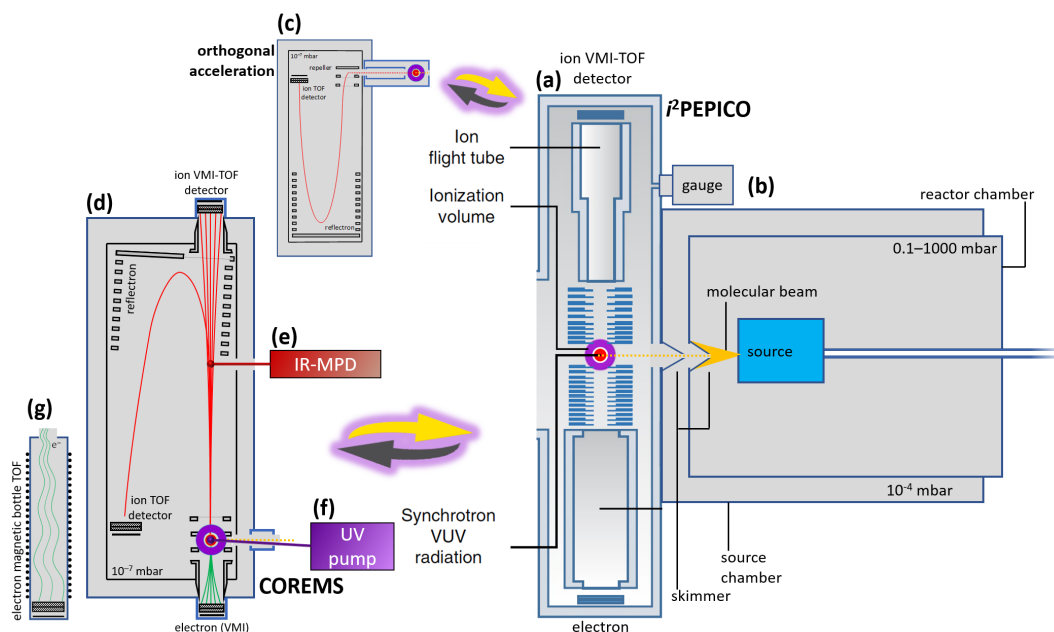 (c)
orthogonal
acceleration
10⁻⁷ mbar
repeller
ion TOF
detector
reflectron
ion VMI-TOF
detector
(a)
i²PEPICO
Ion
flight tube
Ionization
volume
gauge
(b)
reactor chamber
0.1–1000 mbar
molecular beam
source
10⁻⁴ mbar
source
chamber
skimmer
Synchrotron
VUV
radiation
electron
ion VMI-TOF
detector
(d)
reflectron
(e)
IR-MPD
ion TOF
detector
(f)
UV
pump
10⁻⁷ mbar
COREMS
electron (VMI)
(g)
e⁻
electron magnetic bottle TOF